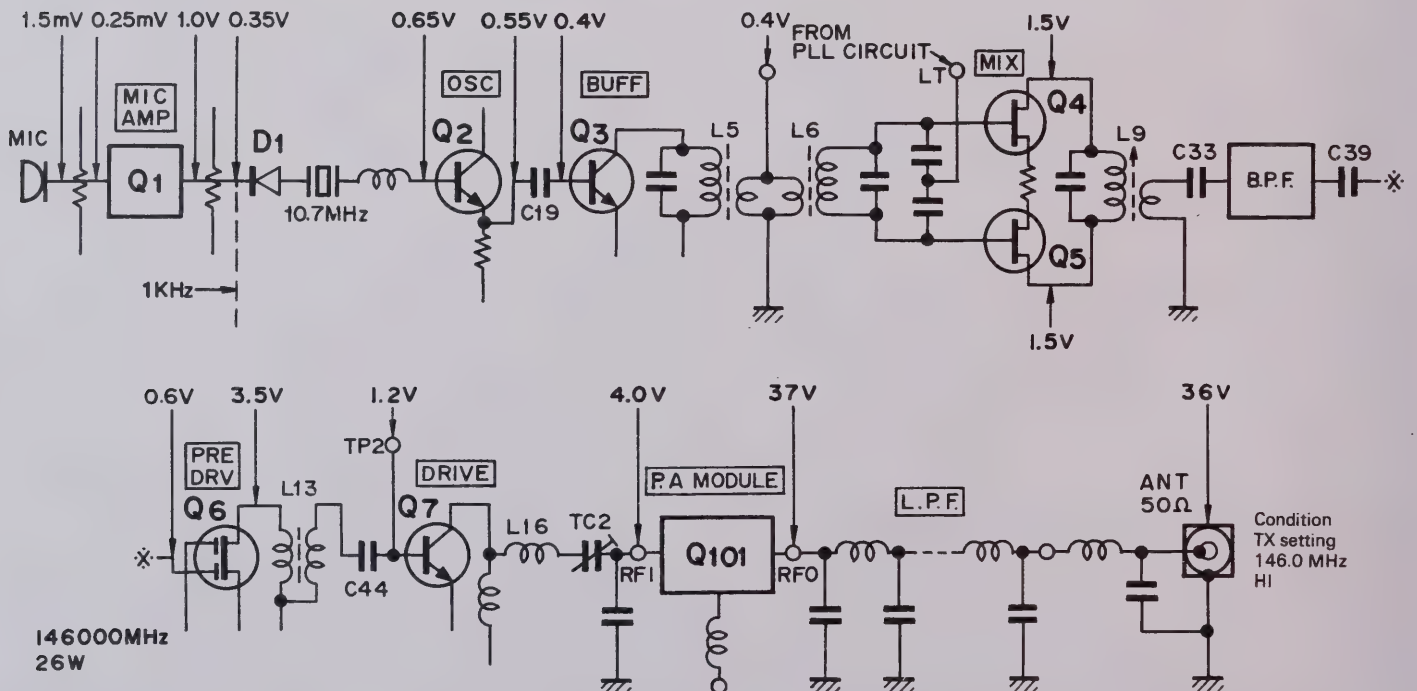 1.5mV 0.25mV 1.0V 0.35V 0.65V 0.55V 0.4V 0.4V FROM 1.5V
PLL CIRCUIT
LT
MIX
OSC
BUFF
MIC
AMP
Q4
MIC
D1
Q2
Q3
L5
L6
L9
C33
C39
Q1
B.P.F.
※
10.7MHz
C19
Q5
1KHz
1.5V
0.6V 3.5V 1.2V 4.0V 37V 36V
PRE
DRV
TP2
DRIVE
P.A MODULE
ANT
50Ω
L13
Q6
Q7
L16
TC2
L.P.F.
Condition
TX setting
146.0 MHz
HI
※
Q101
RFI
RFO
C44
146000MHz
26W